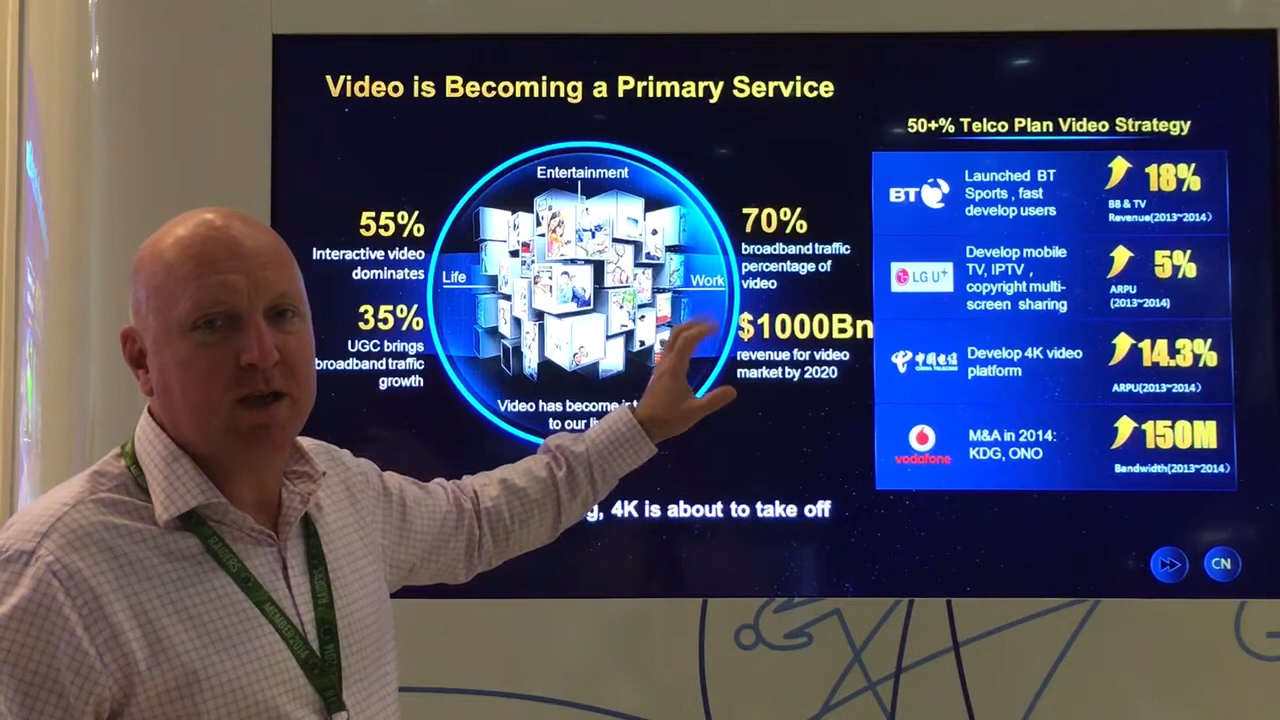 Video is Becoming a Primary Service
50+% Telco Plan Video Strategy
Entertainment
Life
Work
55%
Interactive video
dominates
35%
UGC brings
broadband traffic
growth
70%
broadband traffic
percentage of
video
$1000Bn
revenue for video
market by 2020
Video has become
to our
4K is about to take off
BT
Launched BT
Sports , fast
develop users
18%
BB & TV
Revenue(2013~2014)
LG U+
Develop mobile
TV, IPTV ,
copyright multi-
screen sharing
5%
ARPU
(2013~2014)
中国电信
CHINA TELECOM
Develop 4K video
platform
14.3%
ARPU(2013~2014)
vodafone
M&A in 2014:
KDG, ONO
150M
Bandwidth(2013~2014)
CN
RAIDERS
MEMBER2014